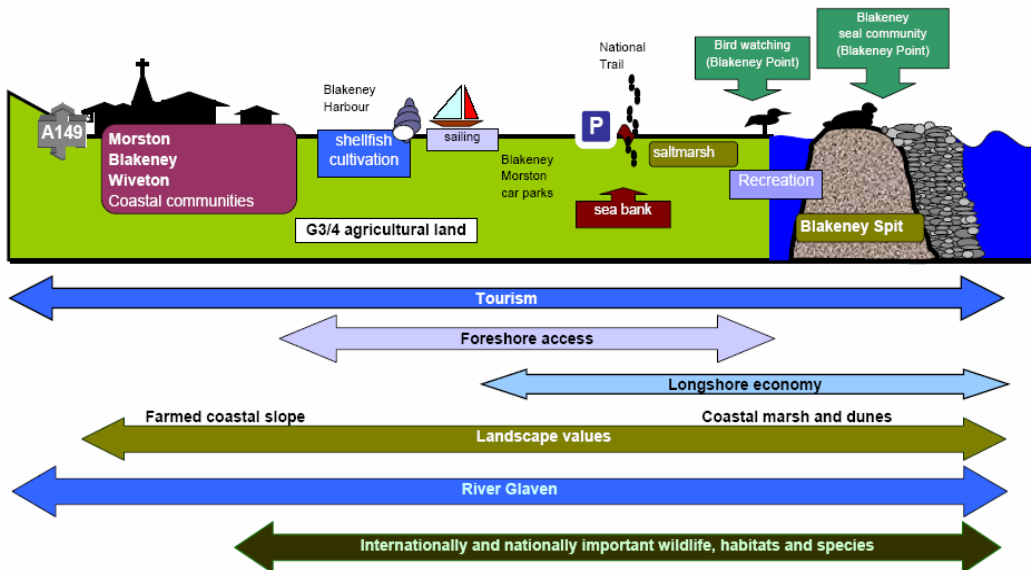 Blakeney
seal community
(Blakeney Point)
Bird watching
(Blakeney Point)
National
Trail
Blakeney
Harbour
A149
Morston
Blakeney
Wiveton
Coastal communities
shellfish
cultivation
sailing
P
Blakeney
Morston
car parks
saltmarsh
Recreation
sea bank
G3/4 agricultural land
Blakeney Spit
Tourism
Foreshore access
Longshore economy
Farmed coastal slope
Coastal marsh and dunes
Landscape values
River Glaven
Internationally and nationally important wildlife, habitats and species